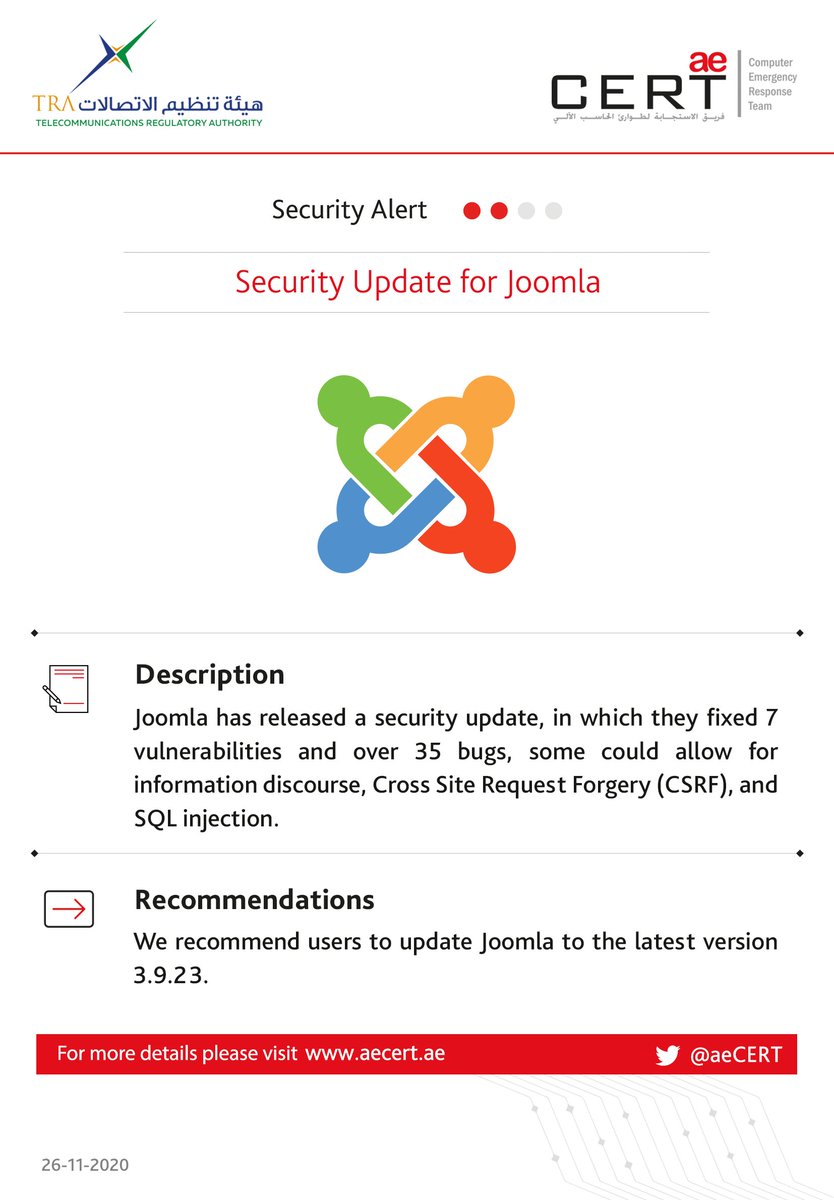 TRA هيئة تنظيم الاتصالات
TELECOMMUNICATIONS REGULATORY AUTHORITY
ae
CERT
فريق الاستجابة لطوارئ الحاسب الآلي
Computer
Emergency
Response
Team
Security Alert
Security Update for Joomla
Description
Joomla has released a security update, in which they fixed 7
vulnerabilities and over 35 bugs, some could allow for
information discourse, Cross Site Request Forgery (CSRF), and
SQL injection.
Recommendations
We recommend users to update Joomla to the latest version
3.9.23.
For more details please visit www.aecert.ae
@aeCERT
26-11-2020